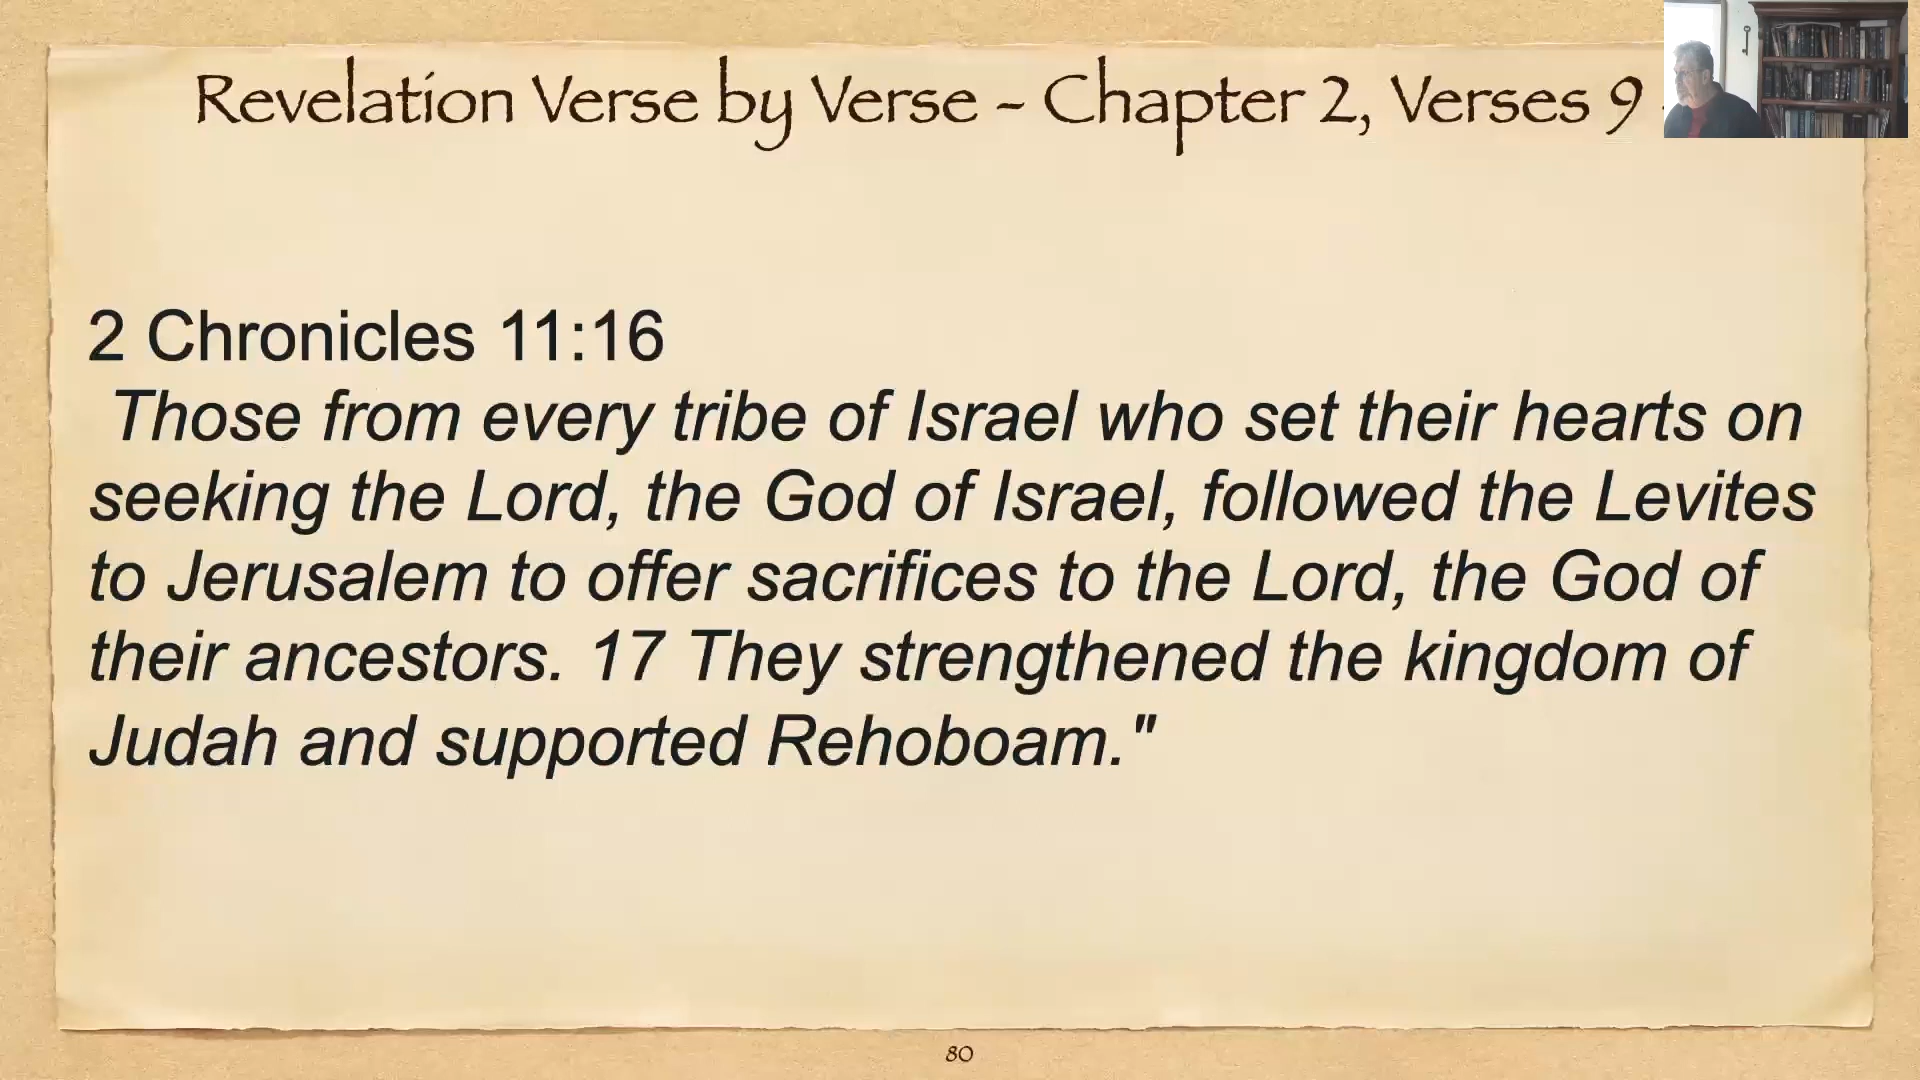 Revelation Verse by Verse - Chapter 2, Verses 9
2 Chronicles 11:16
Those from every tribe of Israel who set their hearts on
seeking the Lord, the God of Israel, followed the Levites
to Jerusalem to offer sacrifices to the Lord, the God of
their ancestors. 17 They strengthened the kingdom of
Judah and supported Rehoboam."
80